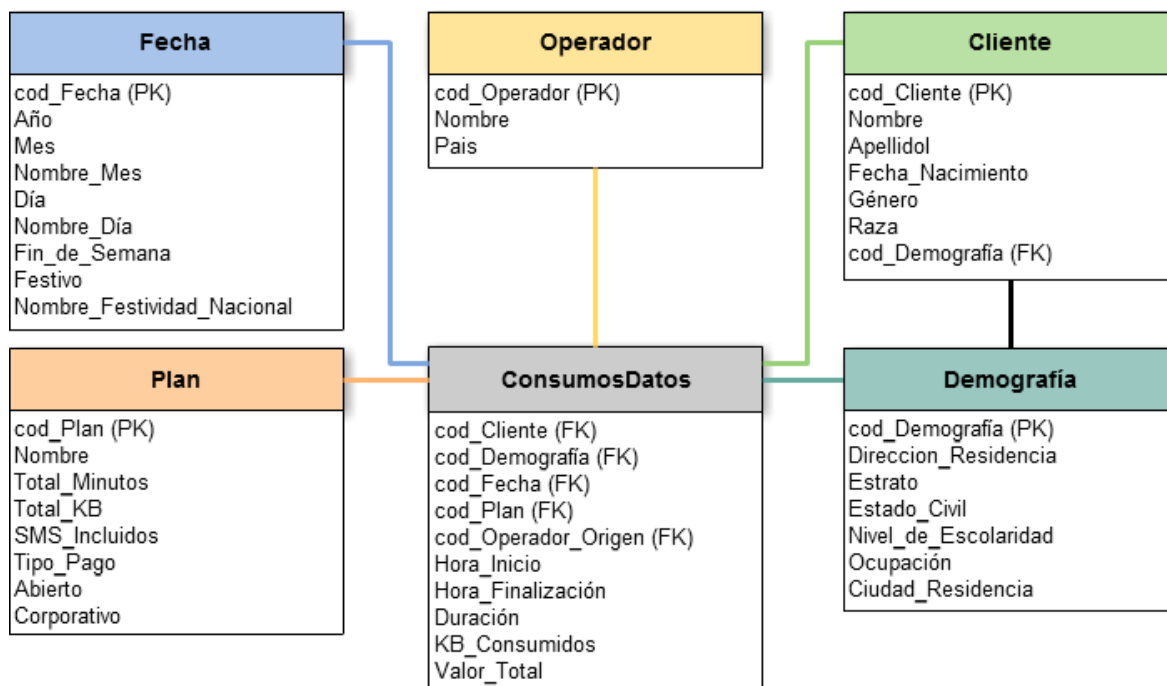 Fecha
cod_Fecha (PK)
Año
Mes
Nombre_Mes
Día
Nombre_Día
Fin_de_Semana
Festivo
Nombre_Festividad_Nacional
Operador
cod_Operador (PK)
Nombre
Pais
Cliente
cod_Cliente (PK)
Nombre
Apellidol
Fecha_Nacimiento
Género
Raza
cod_Demografía (FK)
Plan
cod_Plan (PK)
Nombre
Total_Minutos
Total_KB
SMS_Incluidos
Tipo_Pago
Abierto
Corporativo
ConsumosDatos
cod_Cliente (FK)
cod_Demografía (FK)
cod_Fecha (FK)
cod_Plan (FK)
cod_Operador_Origen (FK)
Hora_Inicio
Hora_Finalización
Duración
KB_Consumidos
Valor_Total
Demografía
cod_Demografía (PK)
Direccion_Residencia
Estrato
Estado_Civil
Nivel_de_Escolaridad
Ocupación
Ciudad_Residencia